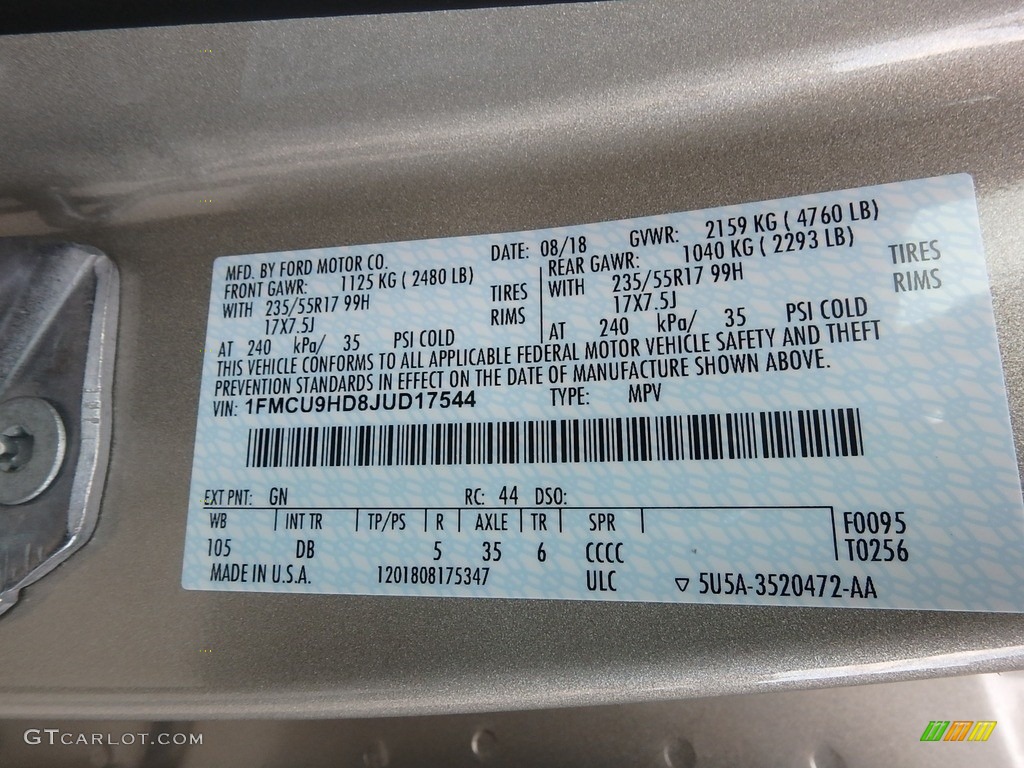 MFD. BY FORD MOTOR CO. DATE: 08/18 GVWR: 2159 KG ( 4760 LB)
FRONT GAWR: 1125 KG ( 2480 LB) REAR GAWR: 1040 KG ( 2293 LB)
WITH 235/55R17 99H TIRES WITH 235/55R17 99H TIRES
17X7.5J RIMS 17X7.5J RIMS
AT 240 kPa/ 35 PSI COLD AT 240 kPa/ 35 PSI COLD
THIS VEHICLE CONFORMS TO ALL APPLICABLE FEDERAL MOTOR VEHICLE SAFETY AND THEFT
PREVENTION STANDARDS IN EFFECT ON THE DATE OF MANUFACTURE SHOWN ABOVE.
VIN: 1FMCU9HD8JUD17544 TYPE: MPV
EXT PNT: GN RC: 44 DSO:
WB INT TR TP/PS R AXLE TR SPR F0095
105 DB 5 35 6 CCCC T0256
MADE IN U.S.A. 1201808175347 ULC ▽ 5U5A-3520472-AA
GTCARLOT.COM